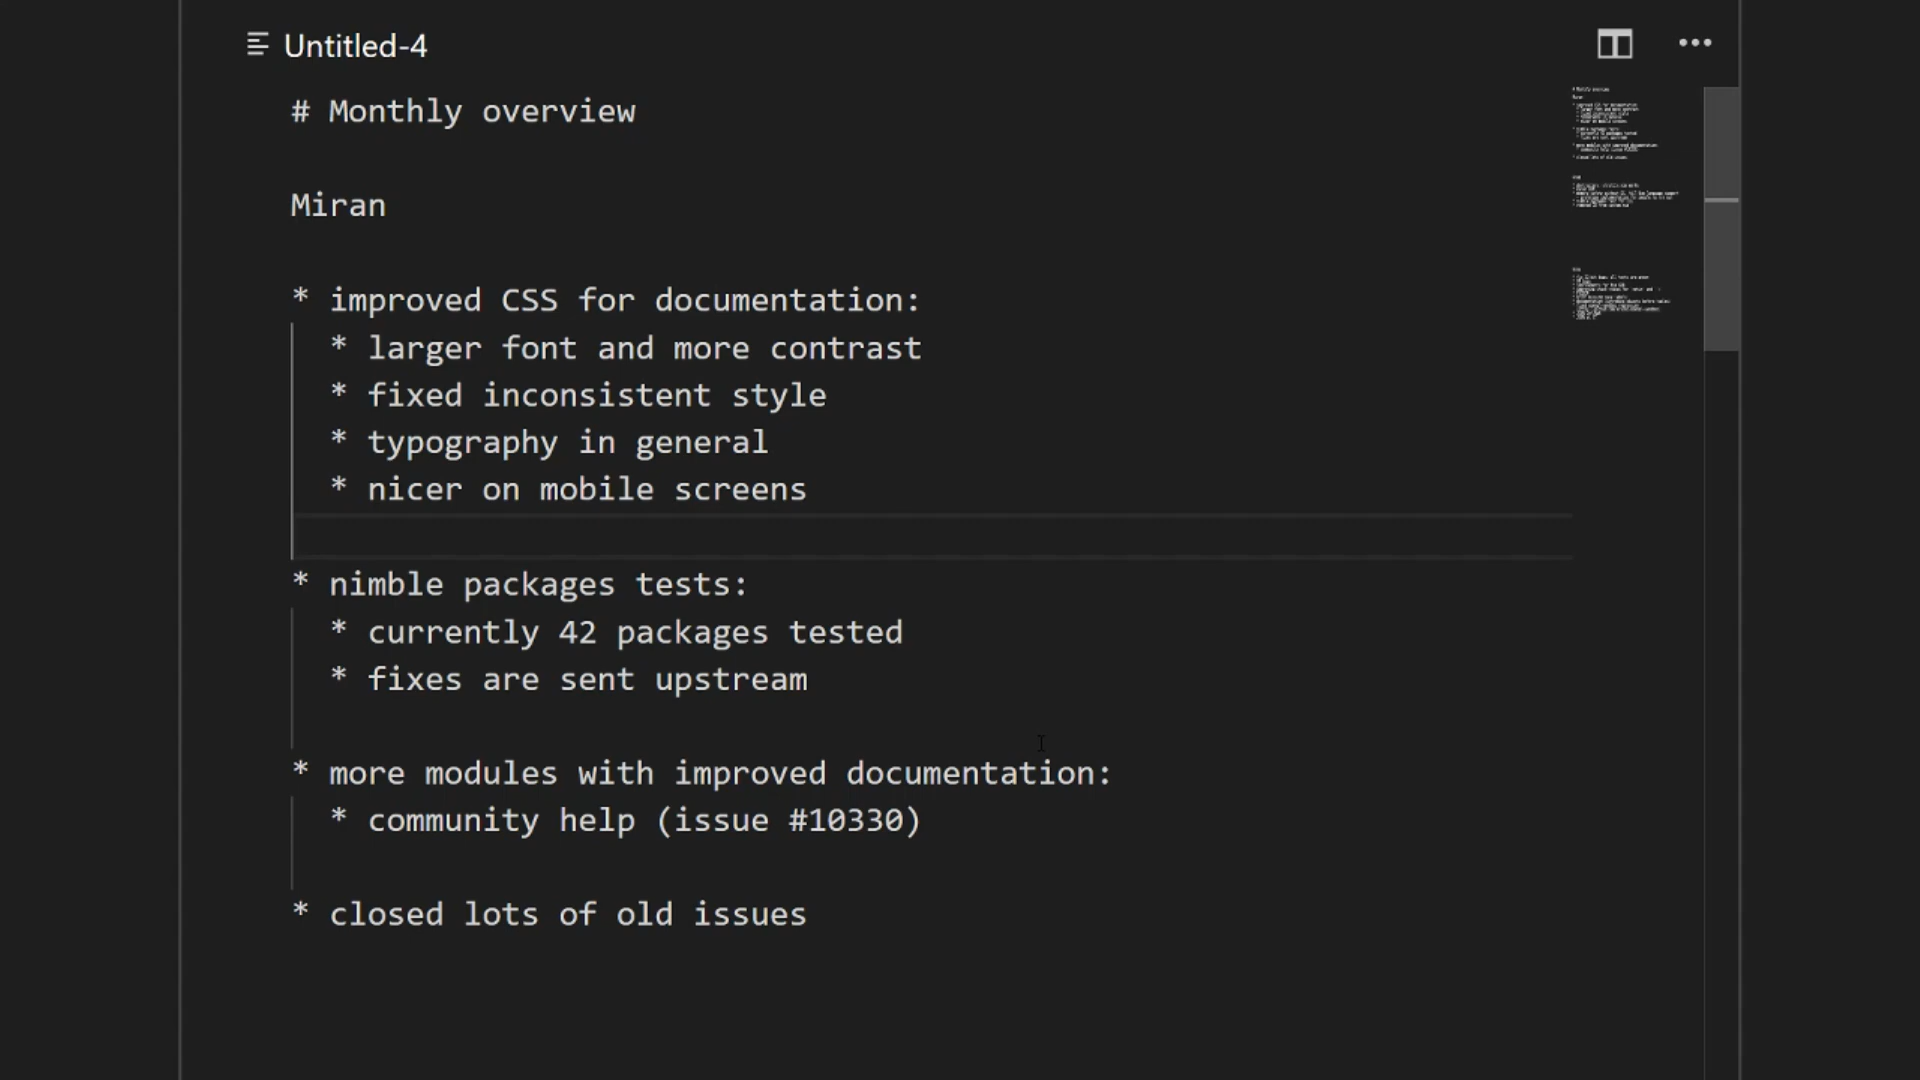 Untitled-4
# Monthly overview
Miran
* improved CSS for documentation:
* larger font and more contrast
* fixed inconsistent style
* typography in general
* nicer on mobile screens
* nimble packages tests:
* currently 42 packages tested
* fixes are sent upstream
* more modules with improved documentation:
* community help (issue #10330)
* closed lots of old issues